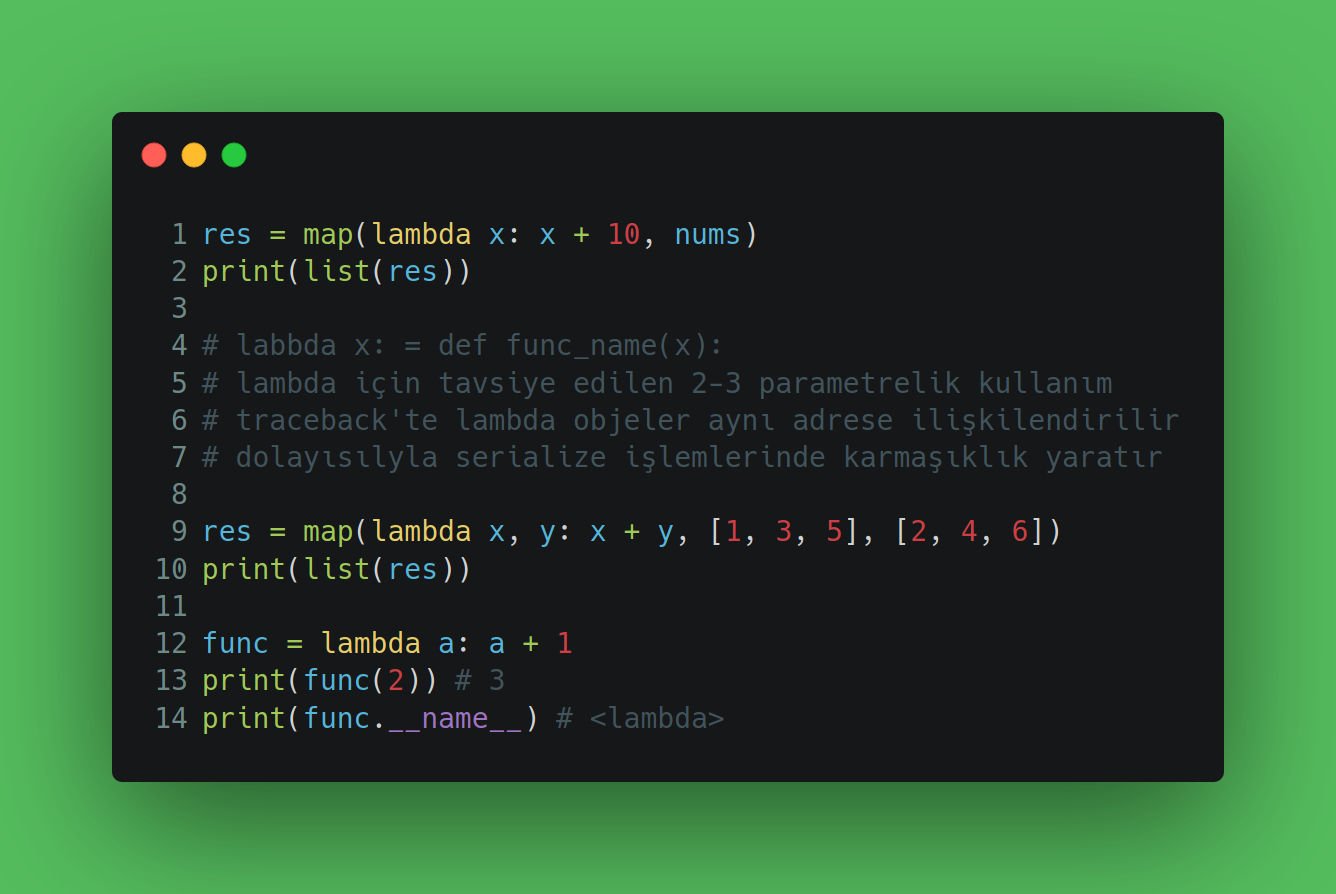 1 res = map(lambda x: x + 10, nums)
2 print(list(res))
3
4 # labbda x: = def func_name(x):
5 # lambda için tavsiye edilen 2-3 parametrelik kullanım
6 # traceback'te lambda objeler aynı adrese ilişkilendirilir
7 # dolayısılyla serialize işlemlerinde karmaşıklık yaratır
8
9 res = map(lambda x, y: x + y, [1, 3, 5], [2, 4, 6])
10 print(list(res))
11
12 func = lambda a: a + 1
13 print(func(2)) # 3
14 print(func.__name__) # <lambda>